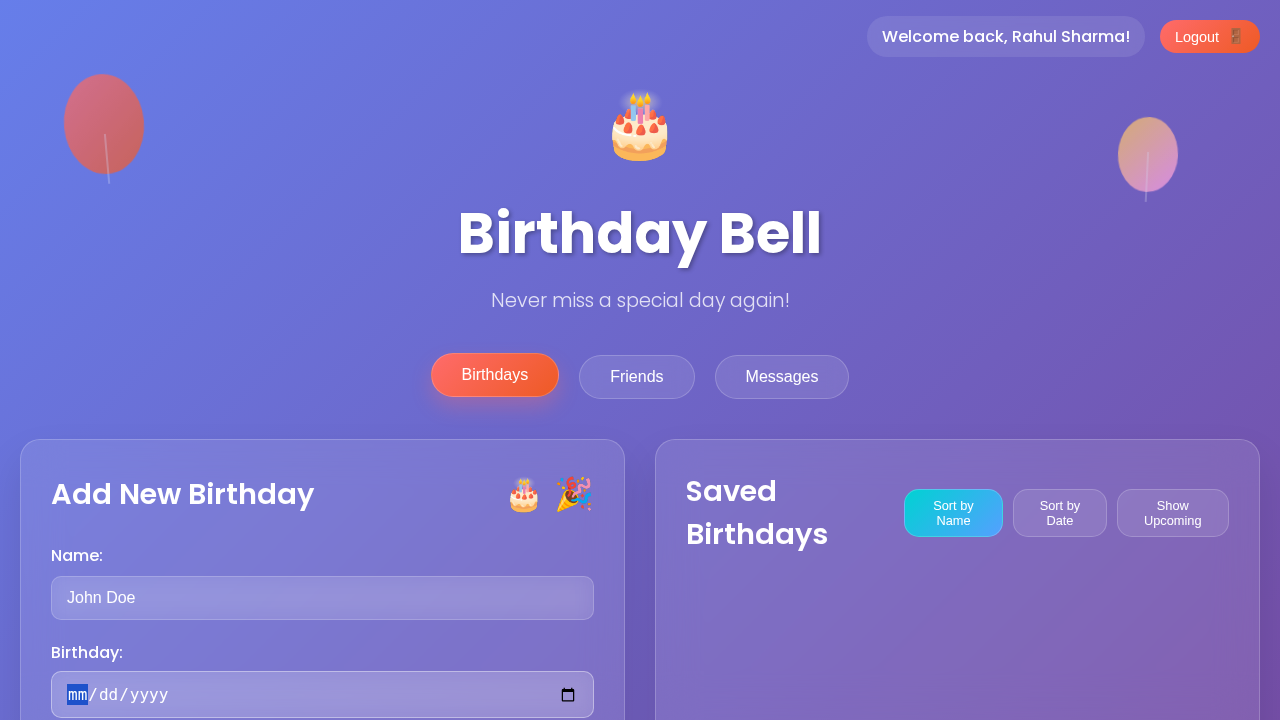 Welcome back, Rahul Sharma!
Logout
Birthday Bell
Never miss a special day again!
Birthdays
Friends
Messages
Add New Birthday
Name:
John Doe
Birthday:
mm/dd/yyyy
Saved
Birthdays
Sort by
Name
Sort by
Date
Show
Upcoming